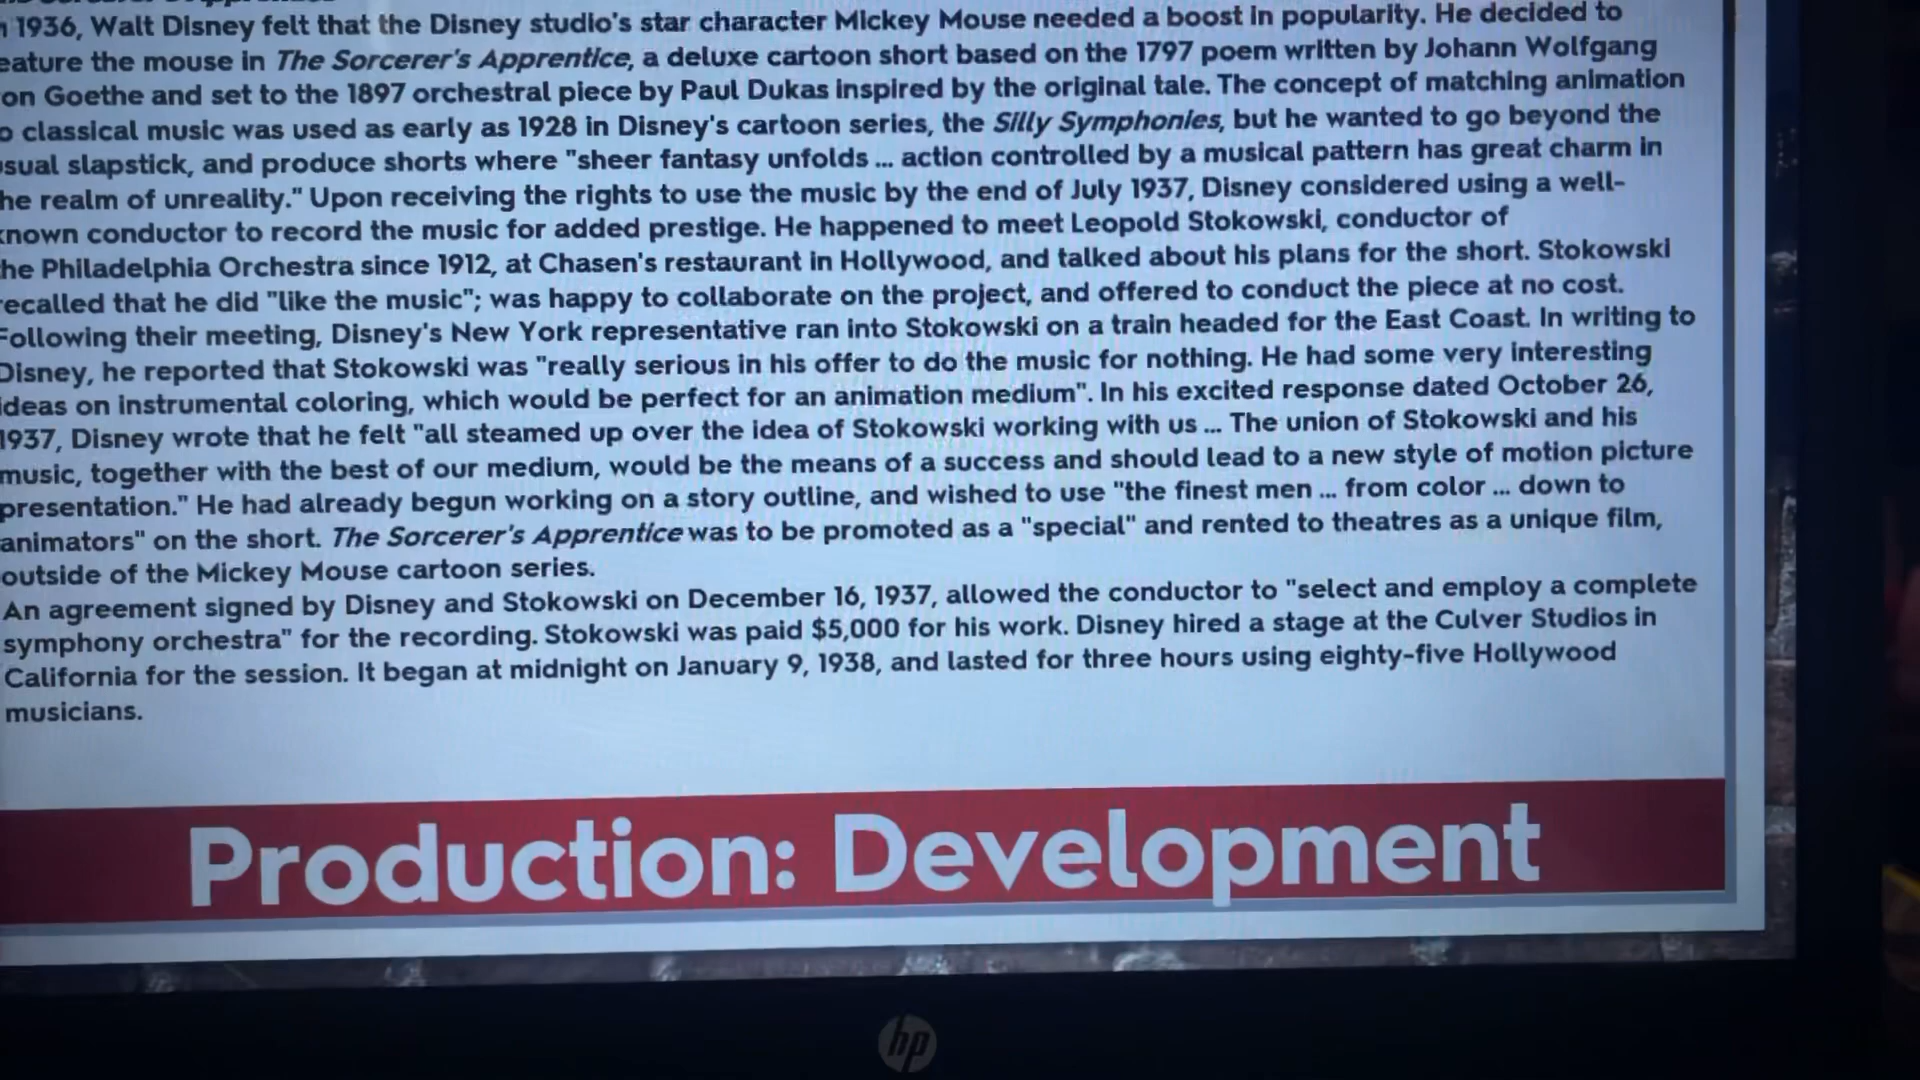 1936, Walt Disney felt that the Disney studio's star character Mickey Mouse needed a boost in popularity. He decided to
eature the mouse in The Sorcerer's Apprentice, a deluxe cartoon short based on the 1797 poem written by Johann Wolfgang
on Goethe and set to the 1897 orchestral piece by Paul Dukas inspired by the original tale. The concept of matching animation
o classical music was used as early as 1928 in Disney's cartoon series, the Silly Symphonies, but he wanted to go beyond the
usual slapstick, and produce shorts where "sheer fantasy unfolds ... action controlled by a musical pattern has great charm in
he realm of unreality." Upon receiving the rights to use the music by the end of July 1937, Disney considered using a well-
known conductor to record the music for added prestige. He happened to meet Leopold Stokowski, conductor of
he Philadelphia Orchestra since 1912, at Chasen's restaurant in Hollywood, and talked about his plans for the short. Stokowski
recalled that he did "like the music"; was happy to collaborate on the project, and offered to conduct the piece at no cost.
Following their meeting, Disney's New York representative ran into Stokowski on a train headed for the East Coast. In writing to
Disney, he reported that Stokowski was "really serious in his offer to do the music for nothing. He had some very interesting
ideas on instrumental coloring, which would be perfect for an animation medium". In his excited response dated October 26,
1937, Disney wrote that he felt "all steamed up over the idea of Stokowski working with us ... The union of Stokowski and his
music, together with the best of our medium, would be the means of a success and should lead to a new style of motion picture
presentation." He had already begun working on a story outline, and wished to use "the finest men ... from color ... down to
animators" on the short. The Sorcerer's Apprentice was to be promoted as a "special" and rented to theatres as a unique film,
outside of the Mickey Mouse cartoon series.
An agreement signed by Disney and Stokowski on December 16, 1937, allowed the conductor to "select and employ a complete
symphony orchestra" for the recording. Stokowski was paid $5,000 for his work. Disney hired a stage at the Culver Studios in
California for the session. It began at midnight on January 9, 1938, and lasted for three hours using eighty-five Hollywood
musicians.
Production: Development
hp